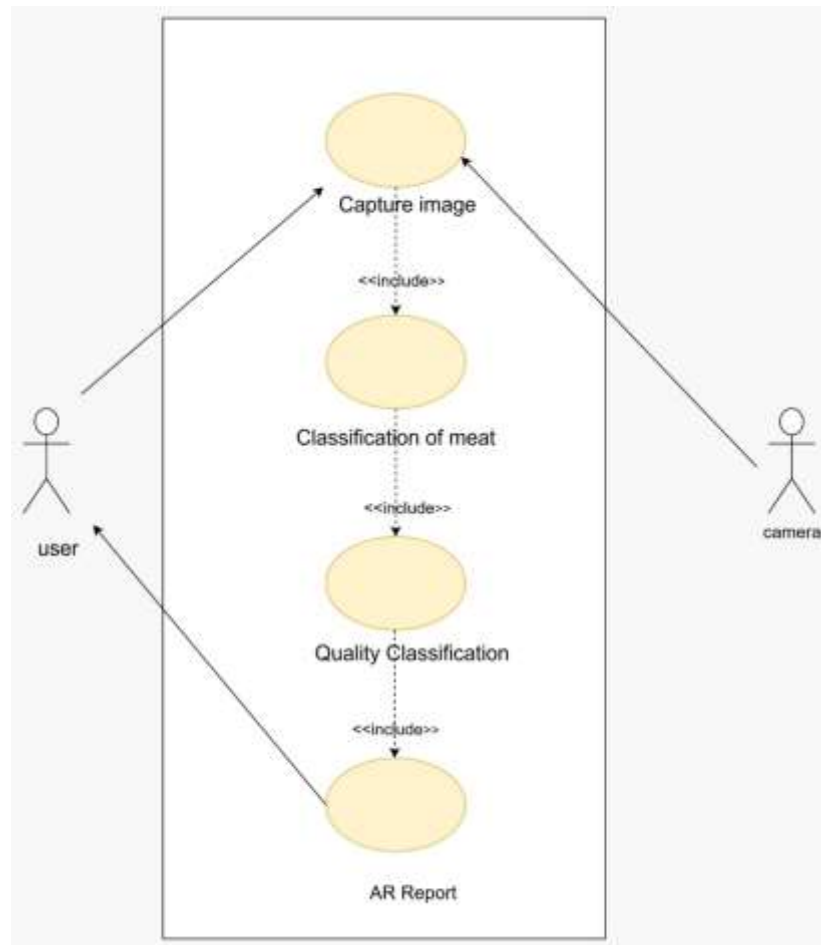 Capture image
<<include>>
Classification of meat
<<include>>
user
camera
Quality Classification
<<include>>
AR Report